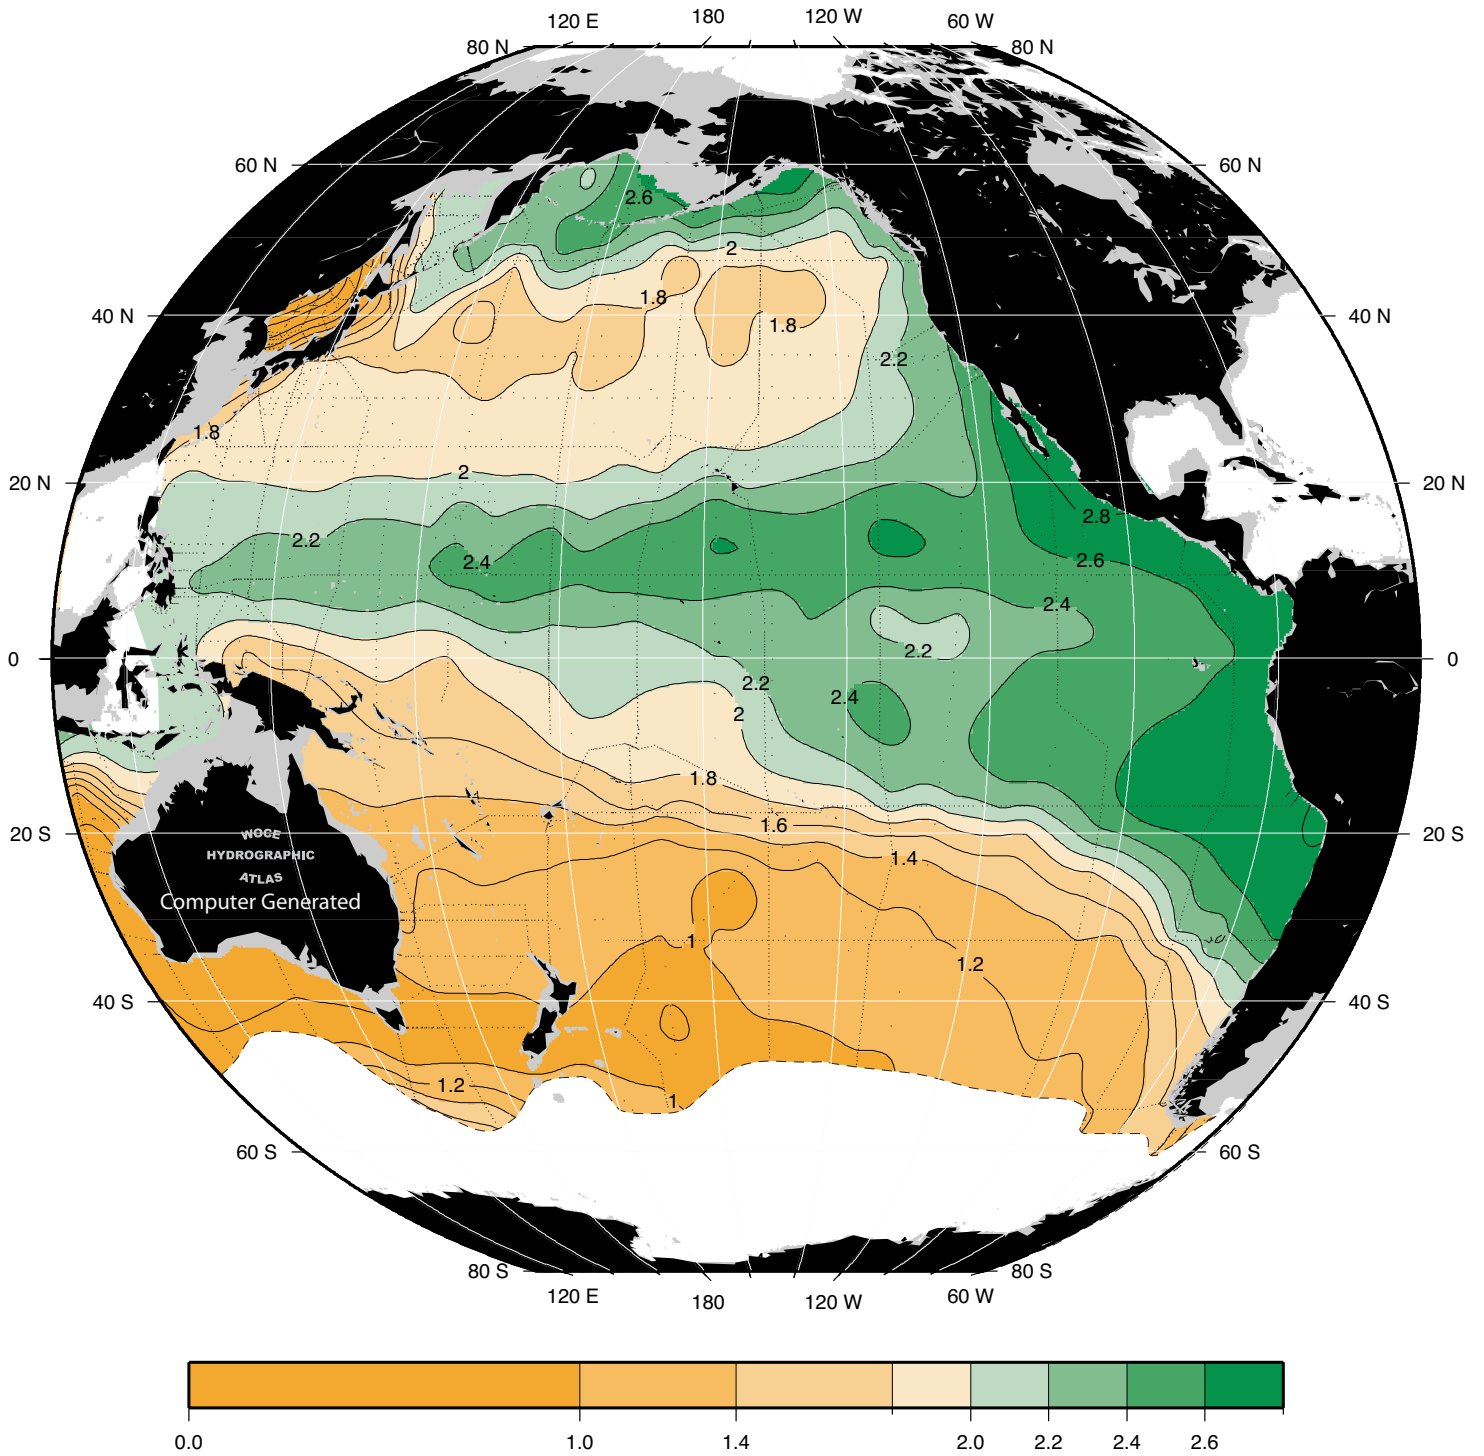 120 E 180 120 W 60 W
80 N 80 N
60 N 60 N
2.6
2
1.8
40 N 40 N
1.8
2.2
1.8
2
20 N 20 N
2.8
2.2
2.4 2.6
2.4
2.2
0 0
2.2
2.4
2
1.8
1.6
20 S 20 S
WOCE
HYDROGRAPHIC
ATLAS
1.4
Computer Generated
1
1.2
40 S 40 S
1.2
1
60 S 60 S
80 S 80 S
120 E 180 120 W 60 W
0.0 1.0 1.4 2.0 2.2 2.4 2.6